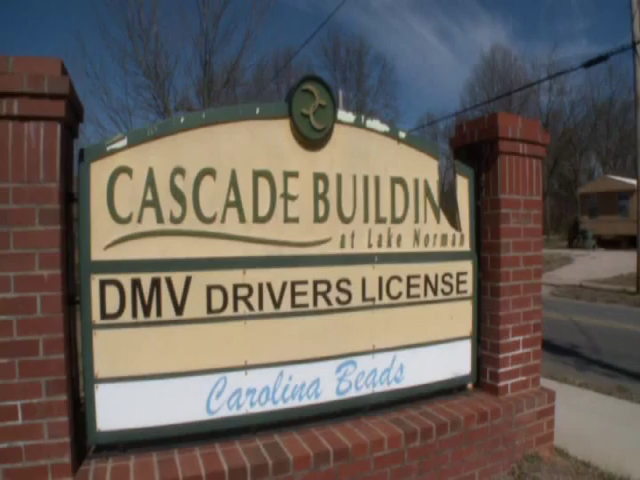 CASCADE BUILDIN
at Lake Norman
DMV DRIVERS LICENSE
Carolina Beads